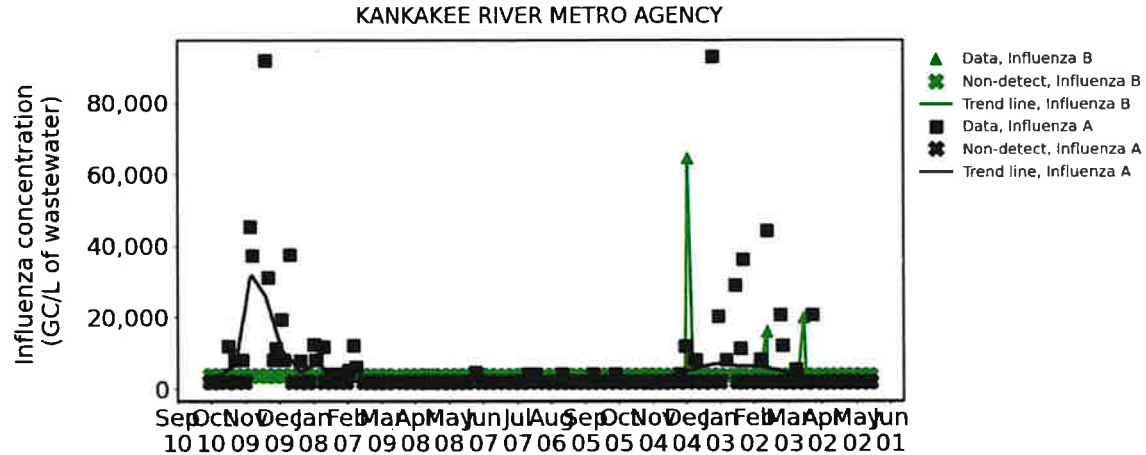 KANKAKEE RIVER METRO AGENCY
Influenza concentration
(GC/L of wastewater)
80,000
60,000
40,000
20,000
0
Sep Oct Nov Dec Jan Feb Mar Apr May Jun Jul Aug Sep Oct Nov Dec Jan Feb Mar Apr May Jun
10 10 09 09 08 07 09 08 08 07 07 06 05 05 04 04 03 02 03 02 02 01
Data, Influenza B
Non-detect, Influenza B
Trend line, Influenza B
Data, Influenza A
Non-detect, Influenza A
Trend line, Influenza A